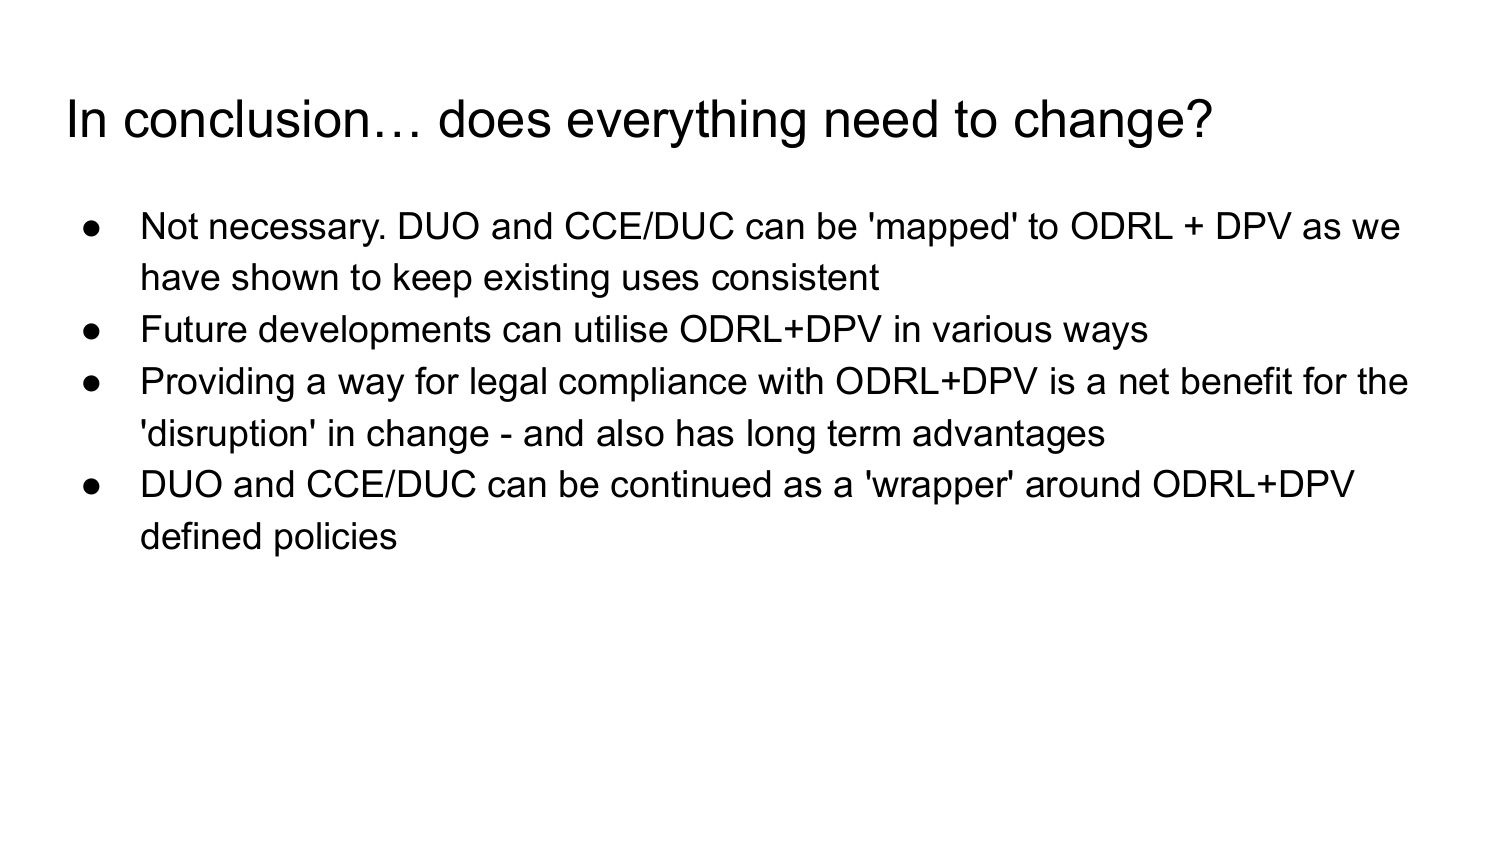 In conclusion… does everything need to change?
● Not necessary. DUO and CCE/DUC can be 'mapped' to ODRL + DPV as we
have shown to keep existing uses consistent
● Future developments can utilise ODRL+DPV in various ways
● Providing a way for legal compliance with ODRL+DPV is a net benefit for the
'disruption' in change - and also has long term advantages
● DUO and CCE/DUC can be continued as a 'wrapper' around ODRL+DPV
defined policies